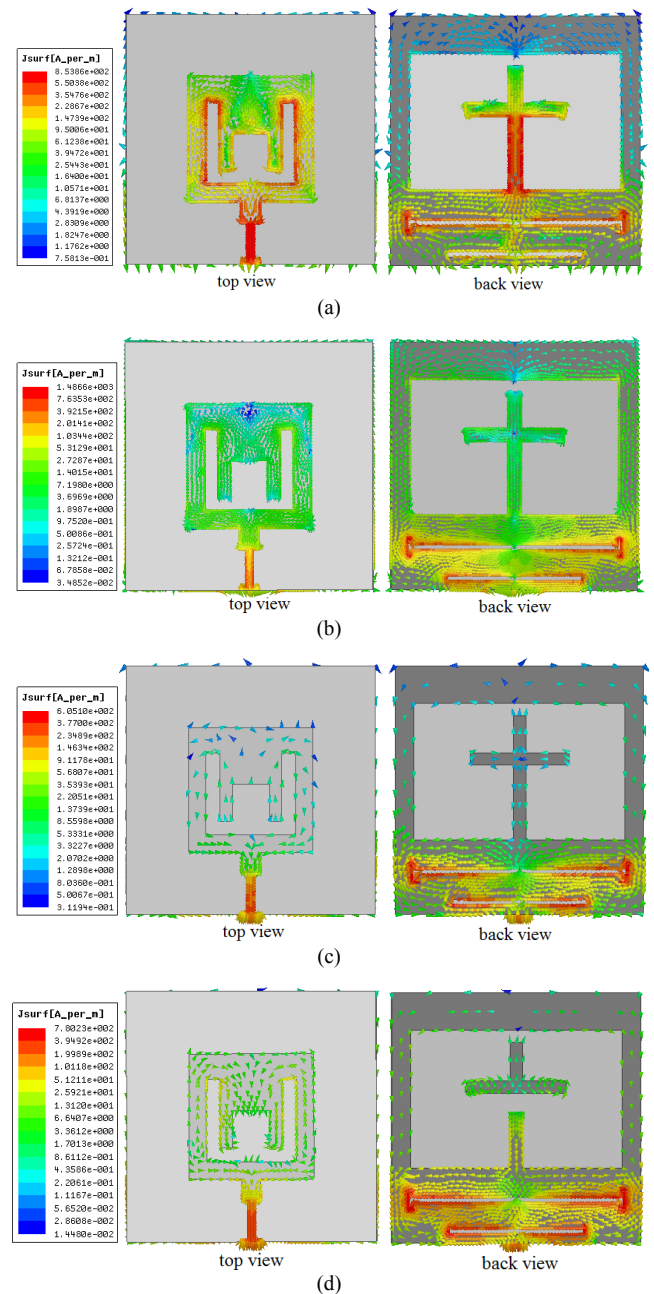 Jsurf[A_per_m]
8.5386e+002
5.5038e+002
3.5476e+002
2.2867e+002
1.4739e+002
9.5006e+001
6.1238e+001
3.9472e+001
2.5443e+001
1.6400e+001
1.0571e+001
6.8137e+000
4.3919e+000
2.8309e+000
1.8247e+000
1.1762e+000
7.5813e-001
top view
back view
(a)
Jsurf[A_per_m]
1.4866e+003
7.6353e+002
3.9215e+002
2.0141e+002
1.0344e+002
5.3129e+001
2.7287e+001
1.4015e+001
7.1980e+000
3.6969e+000
1.8987e+000
9.7520e-001
5.0086e-001
2.5724e-001
1.3212e-001
6.7858e-002
3.4852e-002
top view
back view
(b)
Jsurf[A_per_m]
6.0510e+002
3.7700e+002
2.3489e+002
1.4634e+002
9.1178e+001
5.6807e+001
3.5393e+001
2.2051e+001
1.3739e+001
8.5598e+000
5.3331e+000
3.3227e+000
2.0702e+000
1.2898e+000
8.0360e-001
5.0067e-001
3.1194e-001
top view
back view
(c)
Jsurf[A_per_m]
7.8023e+002
3.9492e+002
1.9989e+002
1.0118e+002
5.1211e+001
2.5921e+001
1.3120e+001
6.6407e+000
3.3612e+000
1.7013e+000
8.6112e-001
4.3586e-001
2.2061e-001
1.1167e-001
5.6520e-002
2.8608e-002
1.4480e-002
top view
back view
(d)